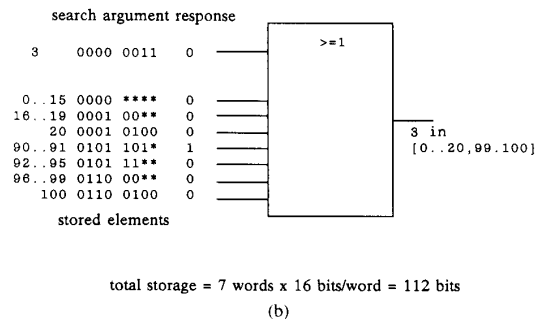 search argument response
3 0000 0011 0
>=1
0..15 0000 **** 0
16..19 0001 00** 0
20 0001 0100 0
90..91 0101 101* 1
92..95 0101 11** 0
96..99 0110 00** 0
100 0110 0100 0
3 in
[0..20,99.100]
stored elements
total storage = 7 words x 16 bits/word = 112 bits
(b)